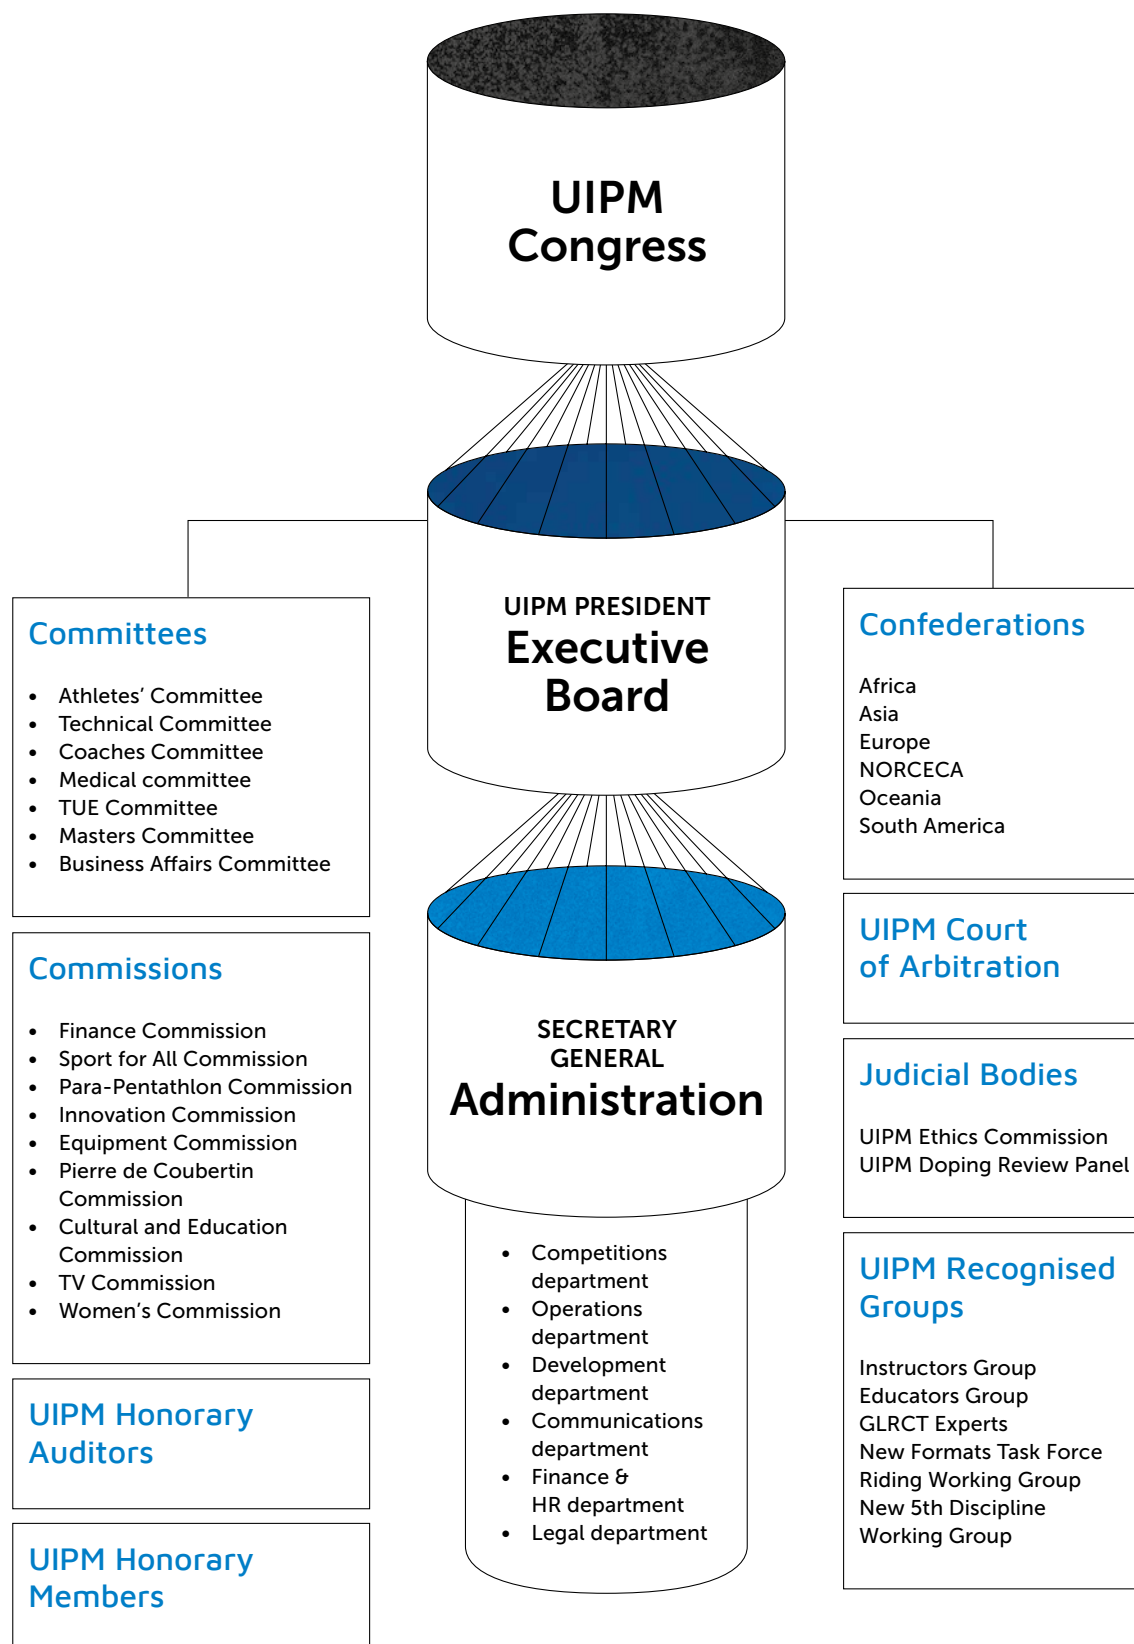 UIPM
Congress
UIPM PRESIDENT
Executive
Board
SECRETARY
GENERAL
Administration
• Competitions
department
• Operations
department
• Development
department
• Communications
department
• Finance &
HR department
• Legal department
Committees
• Athletes’ Committee
• Technical Committee
• Coaches Committee
• Medical committee
• TUE Committee
• Masters Committee
• Business Affairs Committee
Commissions
• Finance Commission
• Sport for All Commission
• Para-Pentathlon Commission
• Innovation Commission
• Equipment Commission
• Pierre de Coubertin
Commission
• Cultural and Education
Commission
• TV Commission
• Women’s Commission
UIPM Honorary
Auditors
UIPM Honorary
Members
Confederations
Africa
Asia
Europe
NORCECA
Oceania
South America
UIPM Court
of Arbitration
Judicial Bodies
UIPM Ethics Commission
UIPM Doping Review Panel
UIPM Recognised
Groups
Instructors Group
Educators Group
GLRCT Experts
New Formats Task Force
Riding Working Group
New 5th Discipline
Working Group